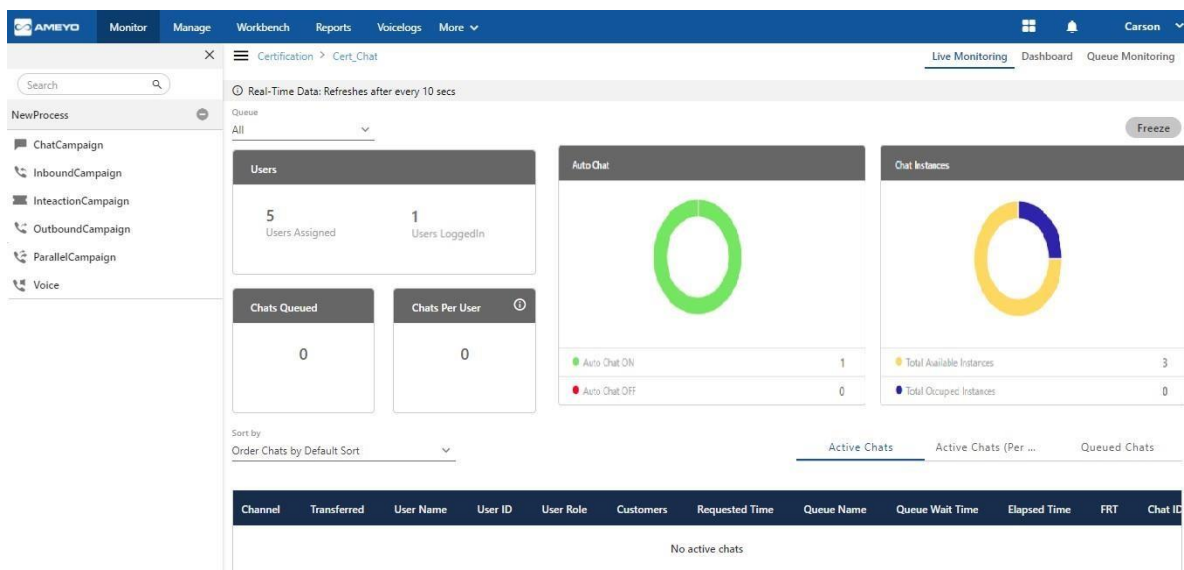 AMEYO Monitor Manage Workbench Reports Voicelogs More Carson
Certification > Cert_Chat Live Monitoring Dashboard Queue Monitoring
Search
Real-Time Data: Refreshes after every 10 secs
NewProcess
ChatCampaign
InboundCampaign
InteactionCampaign
OutboundCampaign
ParallelCampaign
Voice
Queue
All
Freeze
Users
5
Users Assigned
1
Users LoggedIn
Chats Queued
0
Chats Per User
0
Auto Chat
Auto Chat ON 1
Auto Chat OFF 0
Chat Instances
Total Available Instances 3
Total Occupied Instances 0
Sort by
Order Chats by Default Sort
Active Chats Active Chats (Per ... Queued Chats
Channel Transferred User Name User ID User Role Customers Requested Time Queue Name Queue Wait Time Elapsed Time FRT Chat ID
No active chats